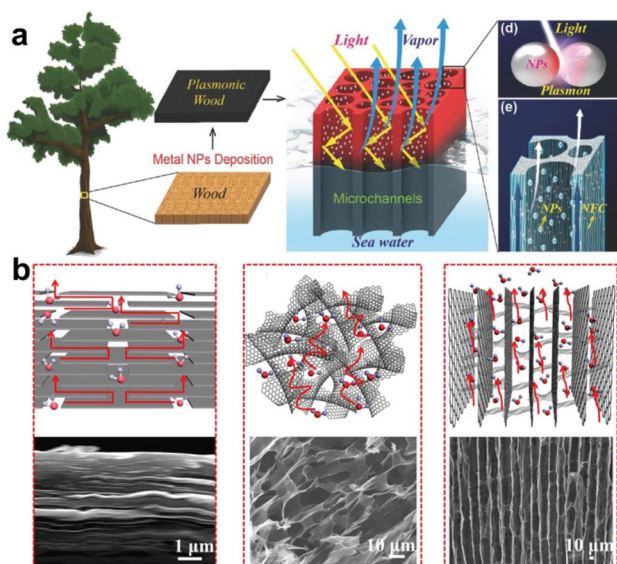 a
Plasmonic
Wood
Metal NPs Deposition
Wood
Light
Vapor
Microchannels
Sea water
(d)
Light
NPs
Plasmon
(e)
NPs
NFC
b
1 μm
10 μm
10 μm